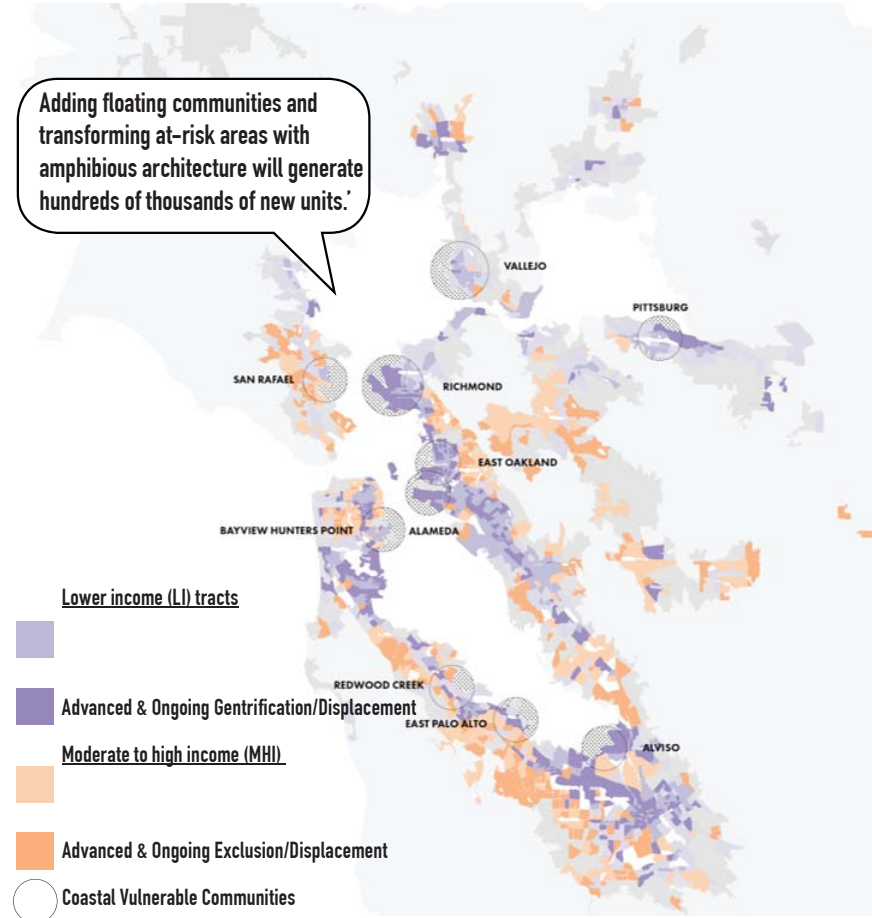 Adding floating communities and
transforming at-risk areas with
amphibious architecture will generate
hundreds of thousands of new units.'
VALLEJO
PITTSBURG
SAN RAFAEL
RICHMOND
EAST OAKLAND
BAYVIEW HUNTERS POINT
ALAMEDA
Lower income (LI) tracts
REDWOOD CREEK
Advanced & Ongoing Gentrification/Displacement
EAST PALO ALTO
ALVISO
Moderate to high income (MHI)
Advanced & Ongoing Exclusion/Displacement
Coastal Vulnerable Communities